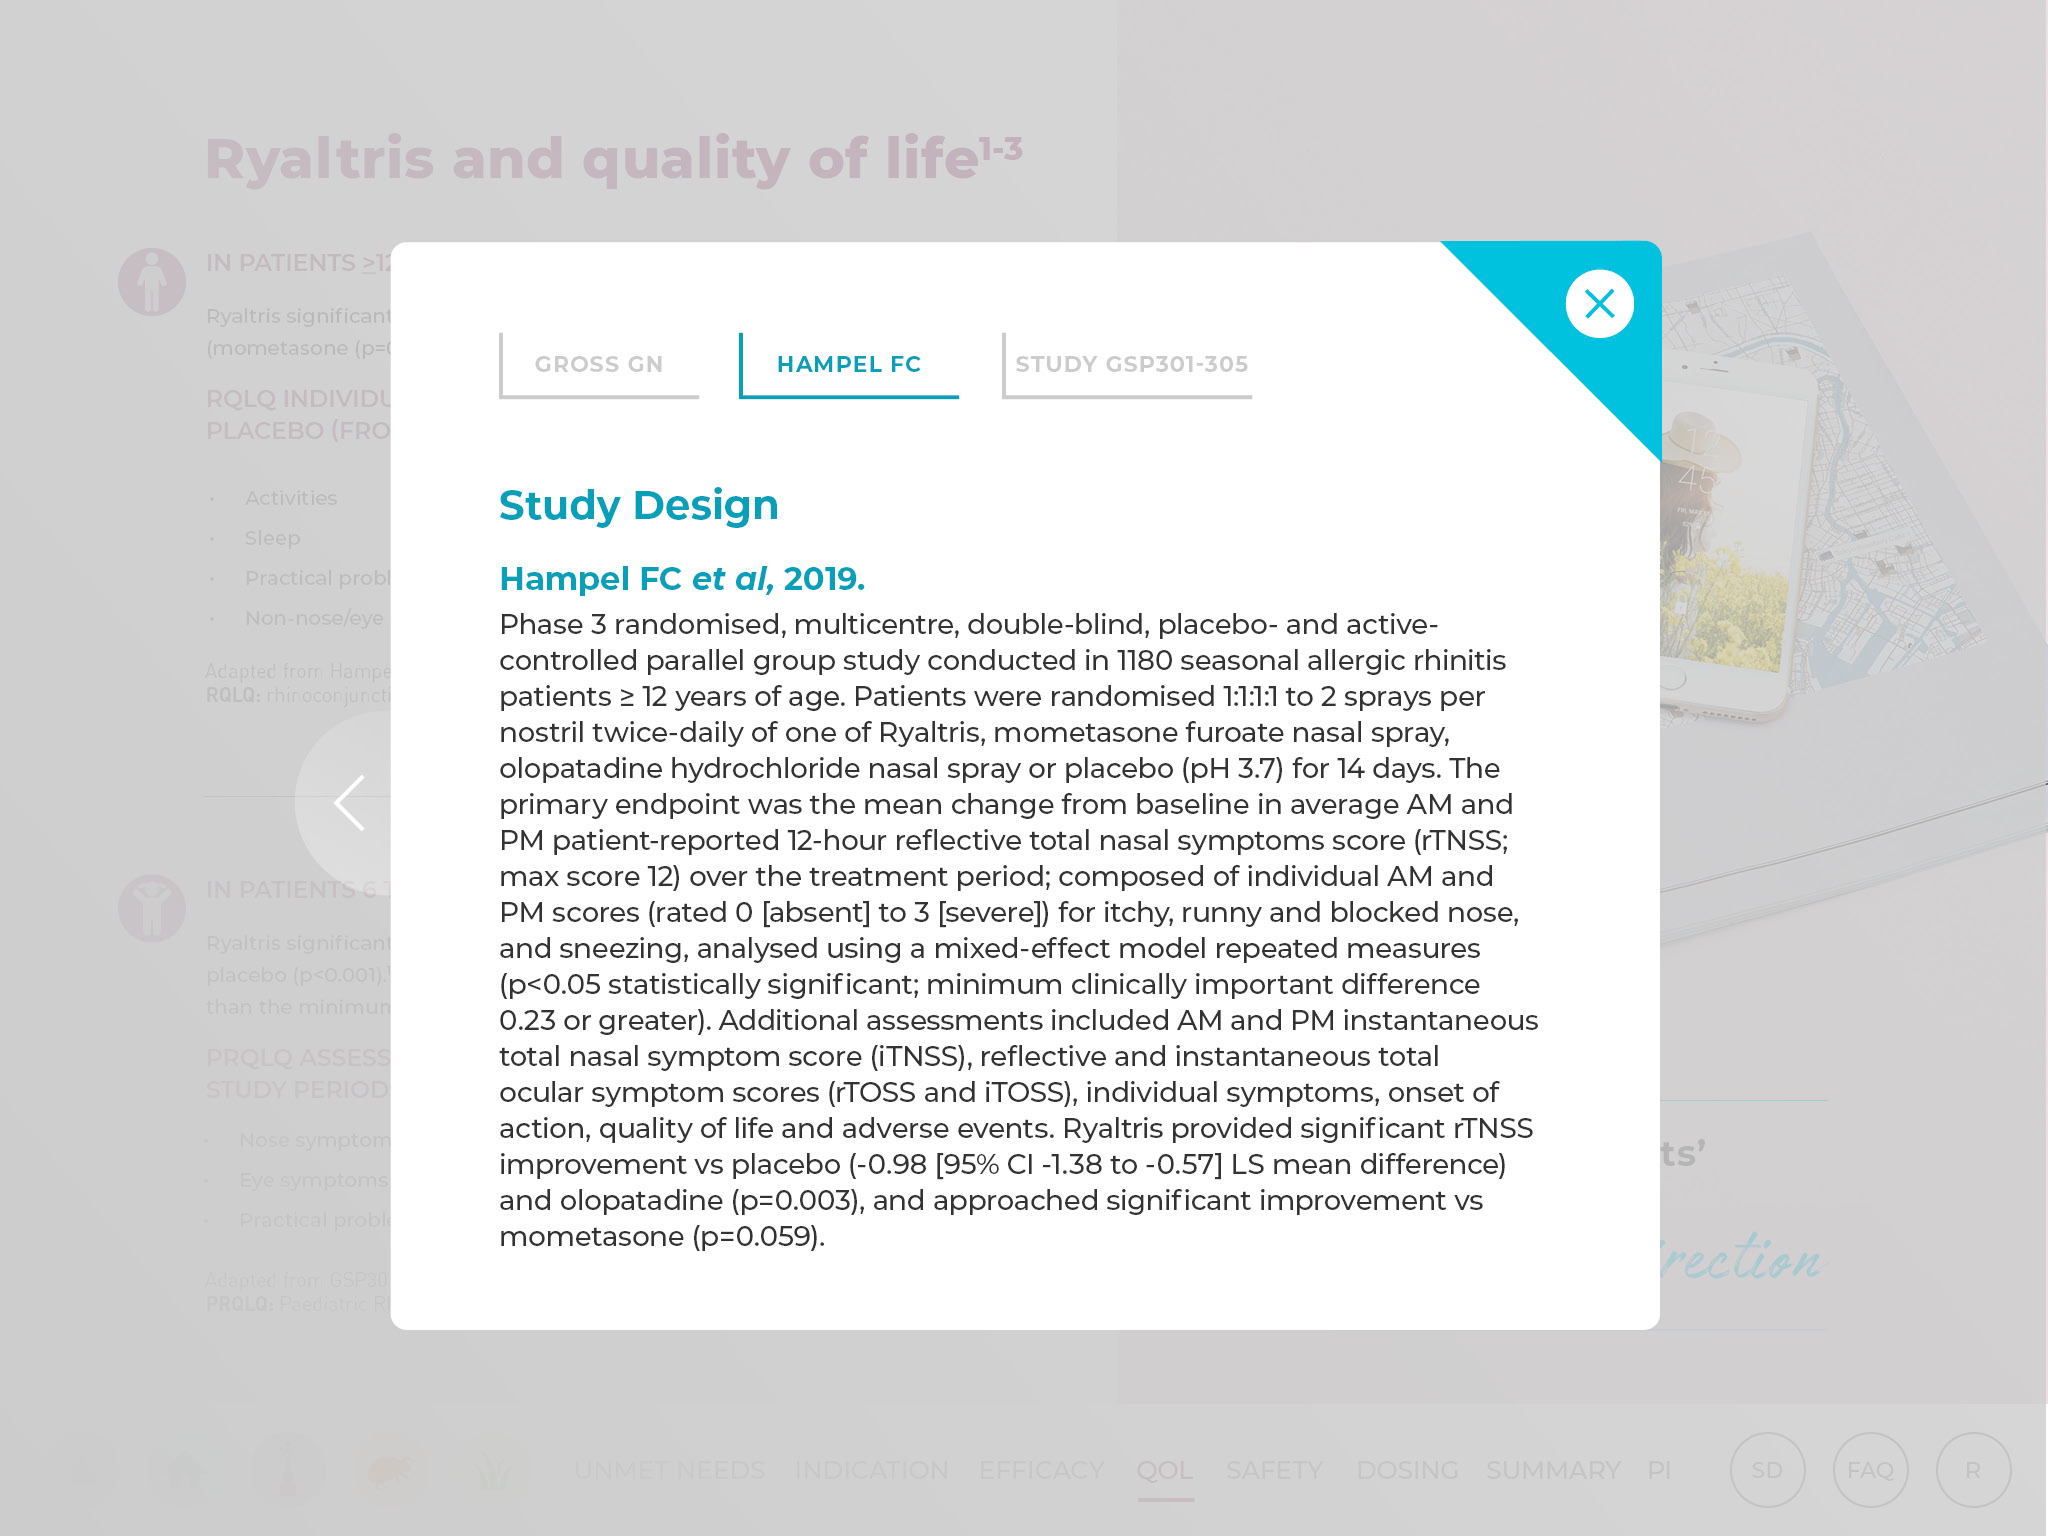 Ryaltris and quality of life1-3
IN PATIENTS ≥12
Ryaltris significant
(mometasone (p=0
RQLQ INDIVIDU
PLACEBO (FRO
• Activities
• Sleep
• Practical probl
• Non-nose/eye
Adapted from Hampe
RQLQ: rhinoconjuncti
IN PATIENTS 6 T
Ryaltris significant
placebo (p<0.001).1
than the minimum
PRQLQ ASSESS
STUDY PERIOD
• Nose symptom
• Eye symptoms
• Practical proble
Adapted from GSP30
PRQLQ: Paediatric R
GROSS GN
HAMPEL FC
STUDY GSP301-305
Study Design
Hampel FC et al, 2019.
Phase 3 randomised, multicentre, double-blind, placebo- and active-
controlled parallel group study conducted in 1180 seasonal allergic rhinitis
patients ≥ 12 years of age. Patients were randomised 1:1:1:1 to 2 sprays per
nostril twice-daily of one of Ryaltris, mometasone furoate nasal spray,
olopatadine hydrochloride nasal spray or placebo (pH 3.7) for 14 days. The
primary endpoint was the mean change from baseline in average AM and
PM patient-reported 12-hour reflective total nasal symptoms score (rTNSS;
max score 12) over the treatment period; composed of individual AM and
PM scores (rated 0 [absent] to 3 [severe]) for itchy, runny and blocked nose,
and sneezing, analysed using a mixed-effect model repeated measures
(p<0.05 statistically significant; minimum clinically important difference
0.23 or greater). Additional assessments included AM and PM instantaneous
total nasal symptom score (iTNSS), reflective and instantaneous total
ocular symptom scores (rTOSS and iTOSS), individual symptoms, onset of
action, quality of life and adverse events. Ryaltris provided significant rTNSS
improvement vs placebo (-0.98 [95% CI -1.38 to -0.57] LS mean difference)
and olopatadine (p=0.003), and approached significant improvement vs
mometasone (p=0.059).
12
45
ts’
rection
UNMET NEEDS
INDICATION
EFFICACY
QOL
SAFETY
DOSING
SUMMARY
PI
SD
FAQ
R